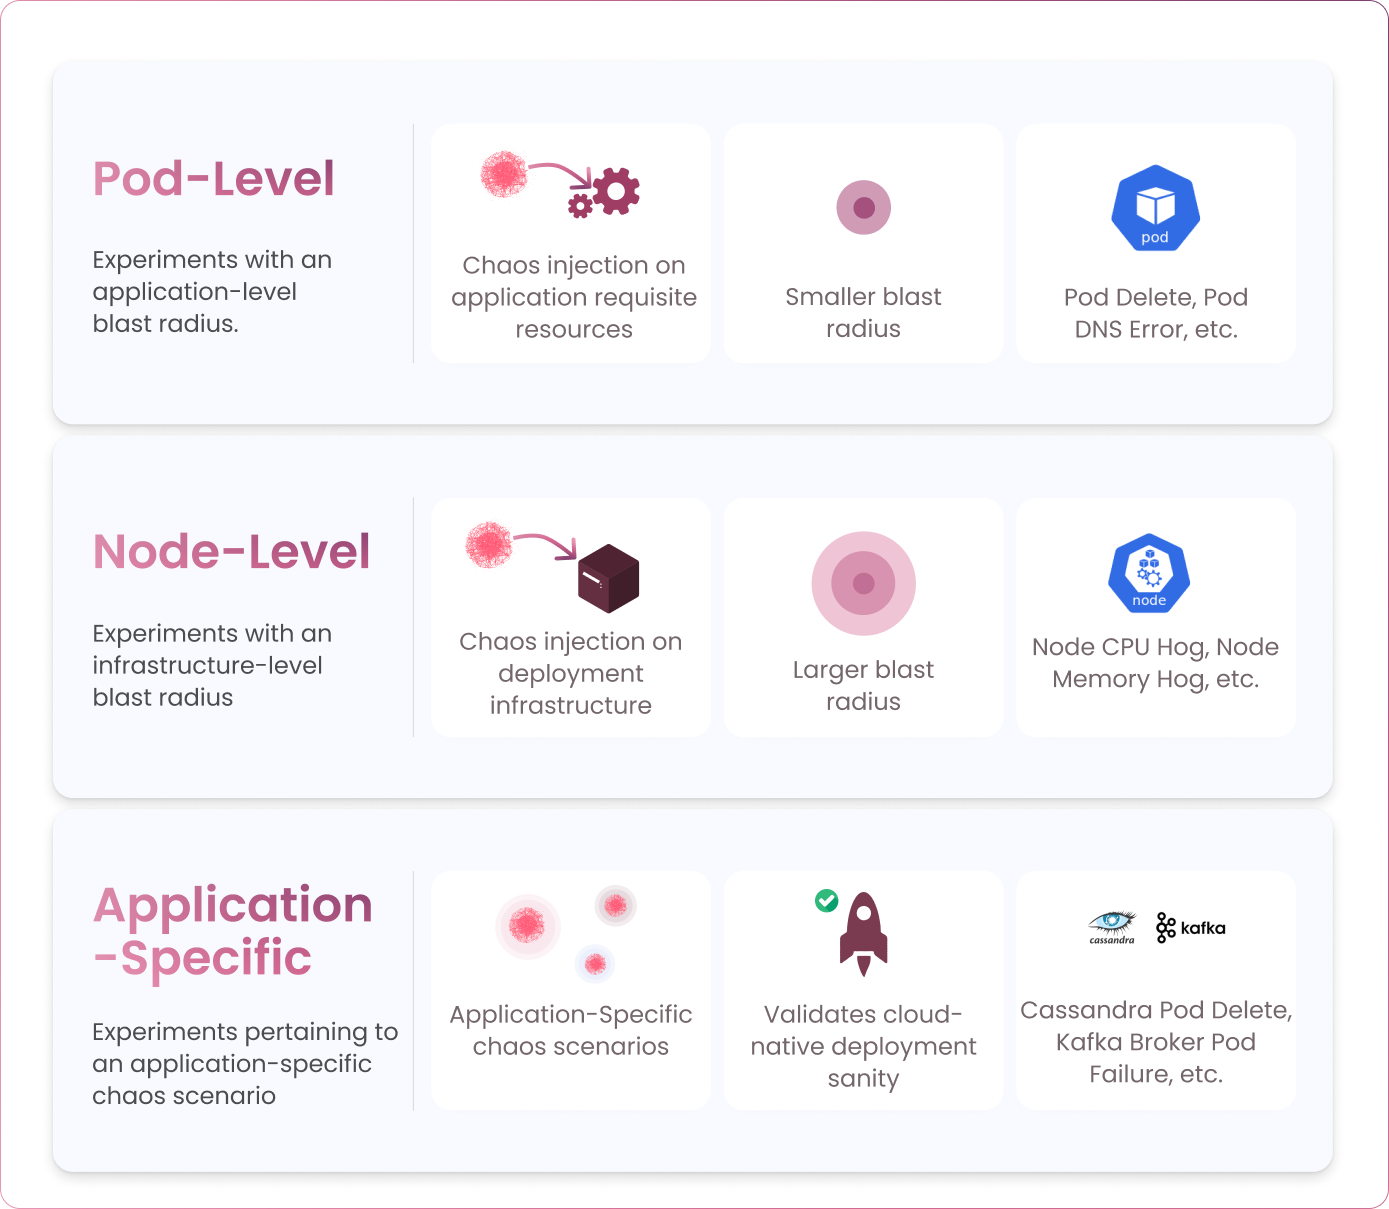 Pod-Level
Experiments with an
application-level
blast radius.
Chaos injection on
application requisite
resources
Smaller blast
radius
pod
Pod Delete, Pod
DNS Error, etc.
Node-Level
Experiments with an
infrastructure-level
blast radius
Chaos injection on
deployment
infrastructure
Larger blast
radius
node
Node CPU Hog, Node
Memory Hog, etc.
Application
-Specific
Experiments pertaining to
an application-specific
chaos scenario
Application-Specific
chaos scenarios
Validates cloud-
native deployment
sanity
cassandra
kafka
Cassandra Pod Delete,
Kafka Broker Pod
Failure, etc.